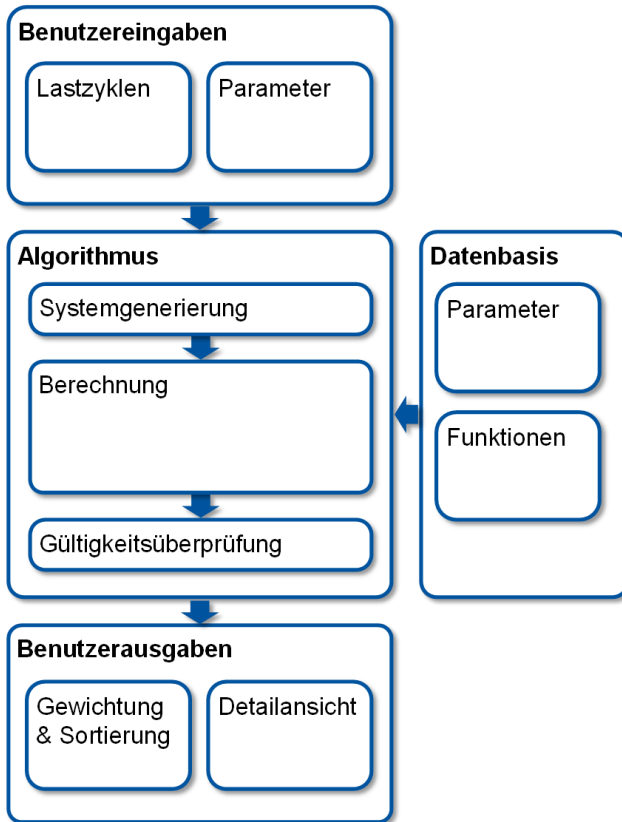 Benutzereingaben
Lastzyklen
Parameter
Algorithmus
Systemgenerierung
Berechnung
Gültigkeitsüberprüfung
Datenbasis
Parameter
Funktionen
Benutzerausgaben
Gewichtung
& Sortierung
Detailansicht